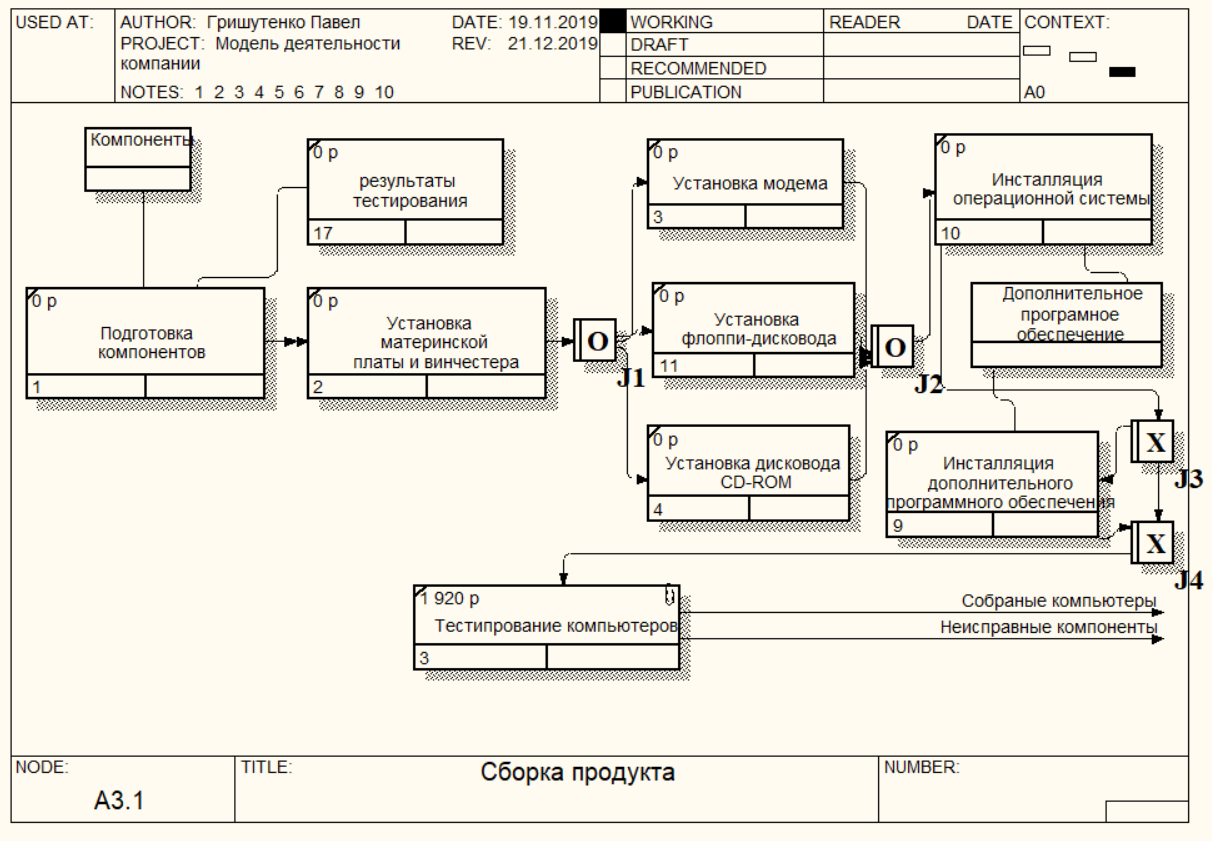 USED AT:
AUTHOR: Гришутенко Павел
DATE: 19.11.2019
PROJECT: Модель деятельности
компании
REV: 21.12.2019
NOTES: 1 2 3 4 5 6 7 8 9 10
WORKING
DRAFT
RECOMMENDED
PUBLICATION
READER DATE
CONTEXT:
A0
Компоненты
0 р
результаты
тестирования
17
0 р
Установка модема
3
0 р
Инсталляция
операционной системы
10
0 р
Подготовка
компонентов
1
0 р
Установка
материнской
платы и винчестера
2
O
J1
0 р
Установка
флоппи-дисковода
11
O
J2
Дополнительное
програмное
обеспечение
0 р
Установка дисковода
CD-ROM
4
0 р
Инсталляция
дополнительного
программного обеспечения
9
X
J3
X
J4
1 920 р
Тестипрование компьютеров
3
Собраные компьютеры
Неисправные компоненты
NODE:
A3.1
TITLE:
Сборка продукта
NUMBER: